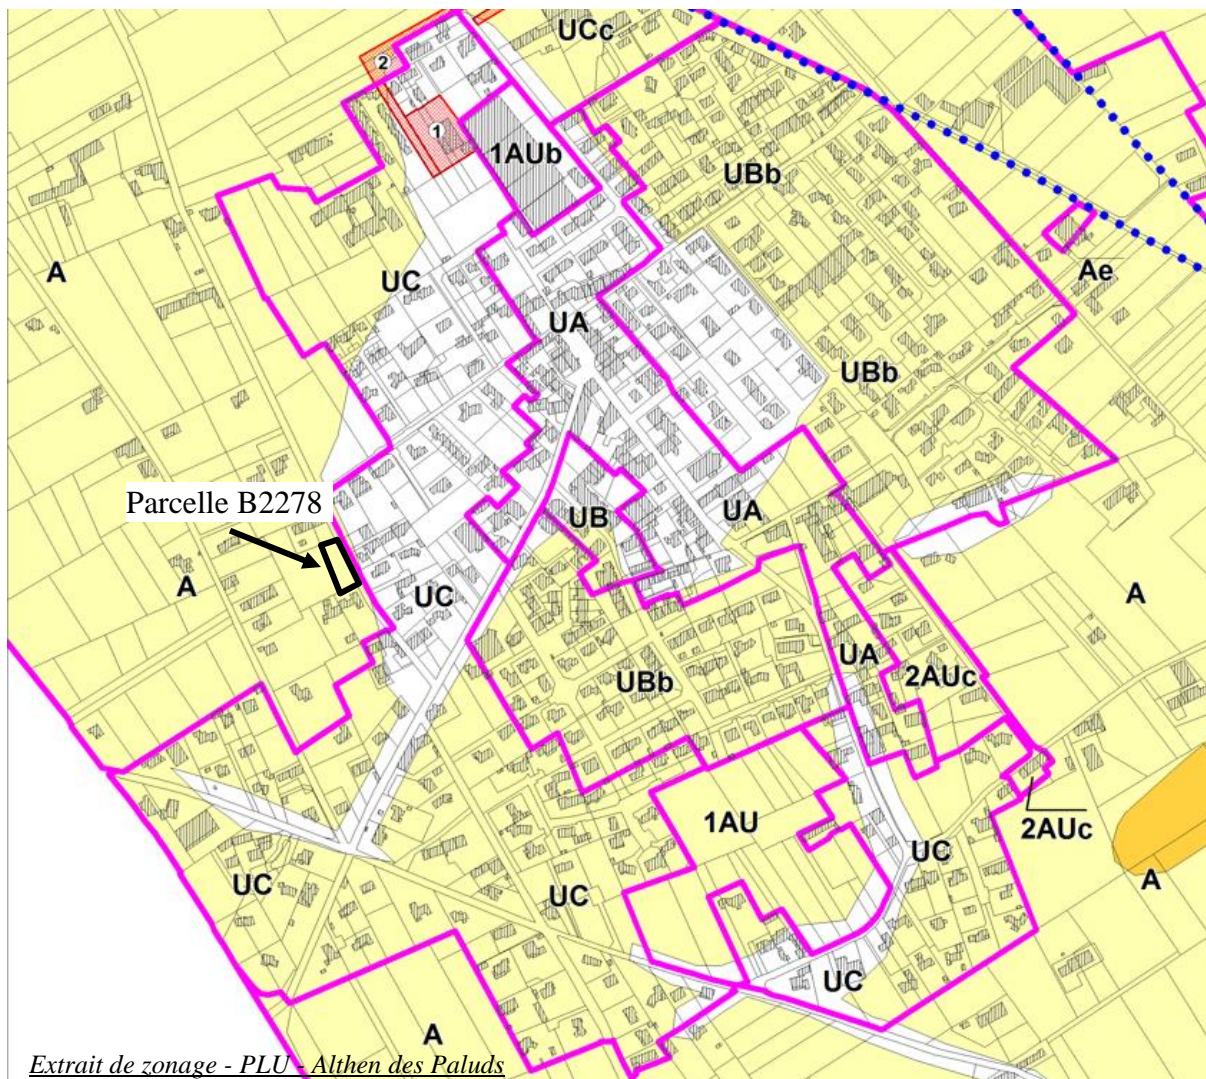 UCc
2
1
1AUb
UBb
A
Ae
UC
UA
UBb
Parcelle B2278
UB
UA
A
UC
A
UA
2AUc
UBb
1AU
2AUc
UC
A
UC
UC
UC
A
Extrait de zonage - PLU - Althen des Paluds